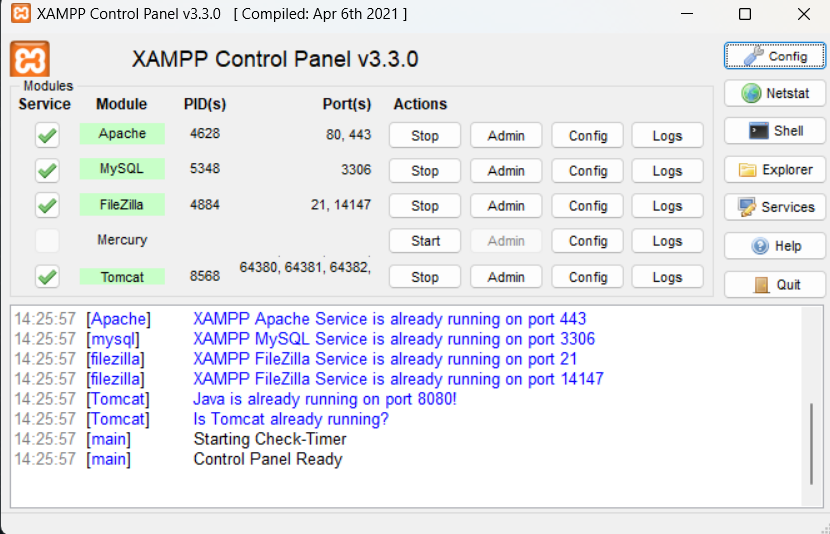 XAMPP Control Panel v3.3.0 [ Compiled: Apr 6th 2021 ]
XAMPP Control Panel v3.3.0
Config
Modules
Service Module PID(s) Port(s) Actions
Netstat
Apache 4628 80, 443 Stop Admin Config Logs
Shell
MySQL 5348 3306 Stop Admin Config Logs
Explorer
FileZilla 4884 21, 14147 Stop Admin Config Logs
Services
Mercury Start Admin Config Logs
Help
Tomcat 8568 64380, 64381, 64382, Stop Admin Config Logs
Quit
14:25:57 [Apache] XAMPP Apache Service is already running on port 443
14:25:57 [mysql] XAMPP MySQL Service is already running on port 3306
14:25:57 [filezilla] XAMPP FileZilla Service is already running on port 21
14:25:57 [filezilla] XAMPP FileZilla Service is already running on port 14147
14:25:57 [Tomcat] Java is already running on port 8080!
14:25:57 [Tomcat] Is Tomcat already running?
14:25:57 [main] Starting Check-Timer
14:25:57 [main] Control Panel Ready